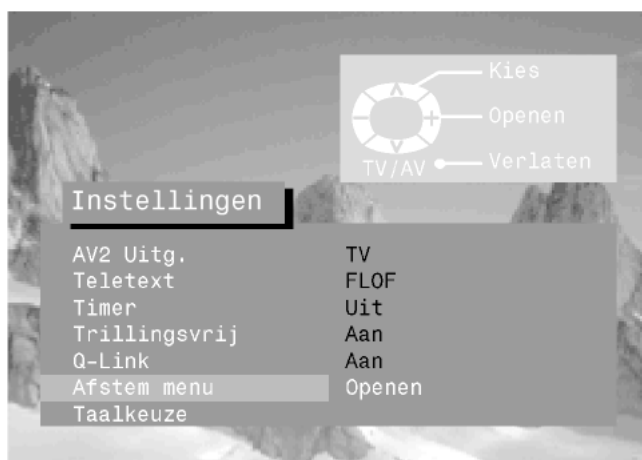 Kies
Openen
TV/AV Verlaten
Instellingen
AV2 Uitg. TV
Teletext FLOF
Timer Uit
Trillingsvrij Aan
Q-Link Aan
Afstem menu Openen
Taalkeuze